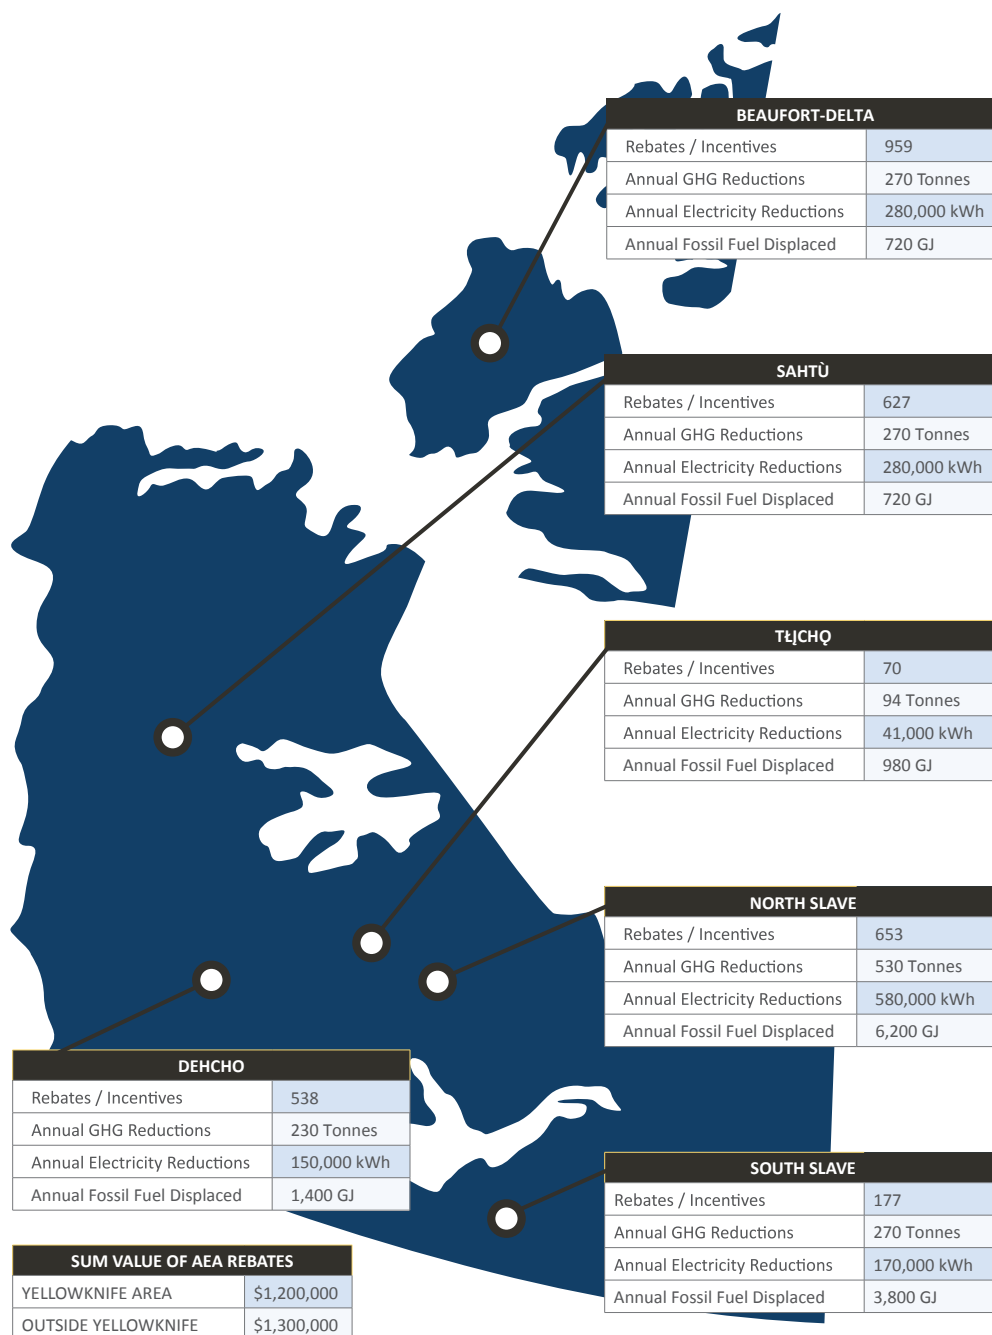 BEAUFORT-DELTA
Rebates / Incentives 959
Annual GHG Reductions 270 Tonnes
Annual Electricity Reductions 280,000 kWh
Annual Fossil Fuel Displaced 720 GJ
SAHTÙ
Rebates / Incentives 627
Annual GHG Reductions 270 Tonnes
Annual Electricity Reductions 280,000 kWh
Annual Fossil Fuel Displaced 720 GJ
TŁĮCHǪ
Rebates / Incentives 70
Annual GHG Reductions 94 Tonnes
Annual Electricity Reductions 41,000 kWh
Annual Fossil Fuel Displaced 980 GJ
NORTH SLAVE
Rebates / Incentives 653
Annual GHG Reductions 530 Tonnes
Annual Electricity Reductions 580,000 kWh
Annual Fossil Fuel Displaced 6,200 GJ
DEHCHO
Rebates / Incentives 538
Annual GHG Reductions 230 Tonnes
Annual Electricity Reductions 150,000 kWh
Annual Fossil Fuel Displaced 1,400 GJ
SOUTH SLAVE
Rebates / Incentives 177
Annual GHG Reductions 270 Tonnes
Annual Electricity Reductions 170,000 kWh
Annual Fossil Fuel Displaced 3,800 GJ
SUM VALUE OF AEA REBATES
YELLOWKNIFE AREA $1,200,000
OUTSIDE YELLOWKNIFE $1,300,000